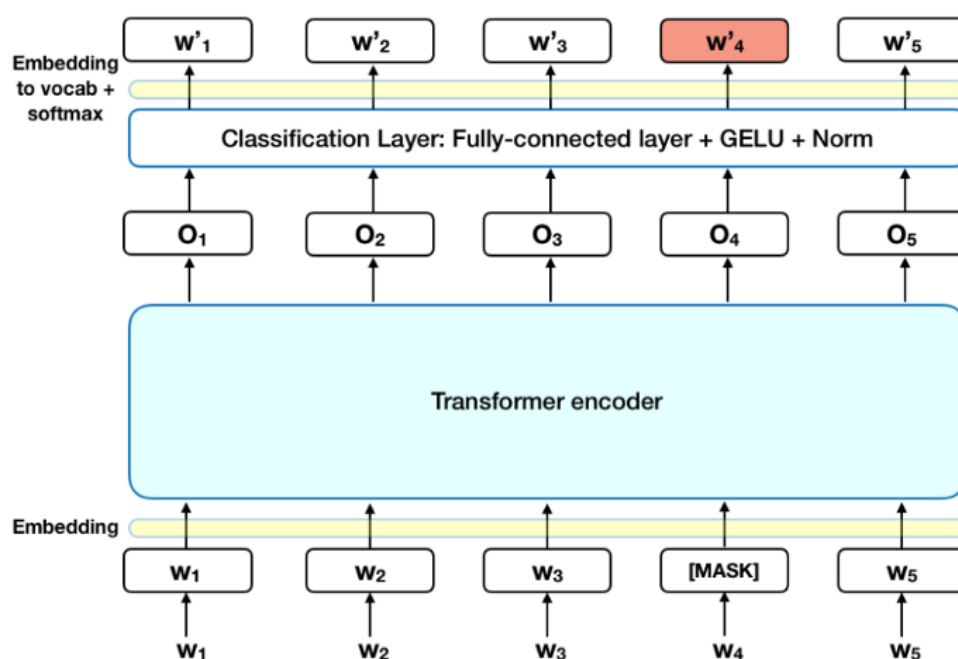 w'₁ w'₂ w'₃ w'₄ w'₅
Embedding
to vocab +
softmax
Classification Layer: Fully-connected layer + GELU + Norm
O₁ O₂ O₃ O₄ O₅
Transformer encoder
Embedding
w₁ w₂ w₃ [MASK] w₅
w₁ w₂ w₃ w₄ w₅